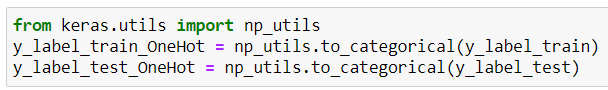 from keras.utils import np_utils
y_label_train_OneHot = np_utils.to_categorical(y_label_train)
y_label_test_OneHot = np_utils.to_categorical(y_label_test)